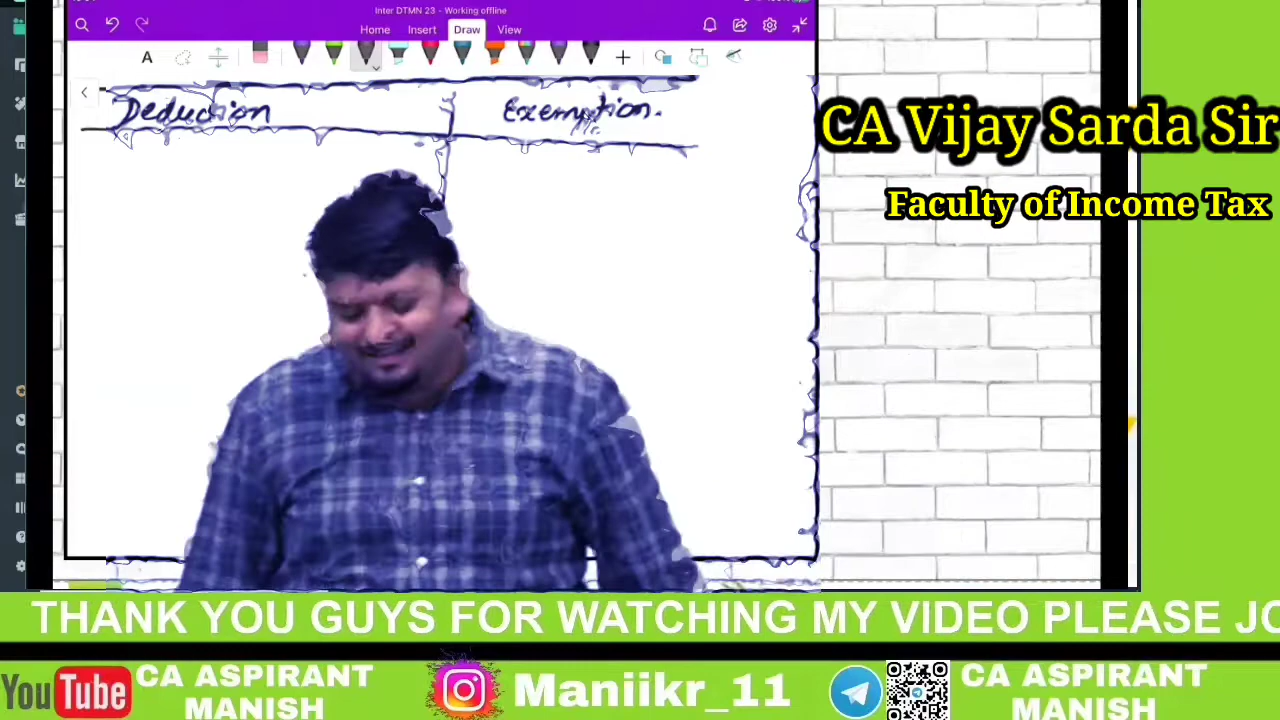 Inter DTMN 23 - Working offline
Home Insert Draw View
A
Deduction Exemption.
CA Vijay Sarda Sir
Faculty of Income Tax
THANK YOU GUYS FOR WATCHING MY VIDEO PLEASE JO
YouTube CA ASPIRANT MANISH
Maniikr_11
CA ASPIRANT MANISH